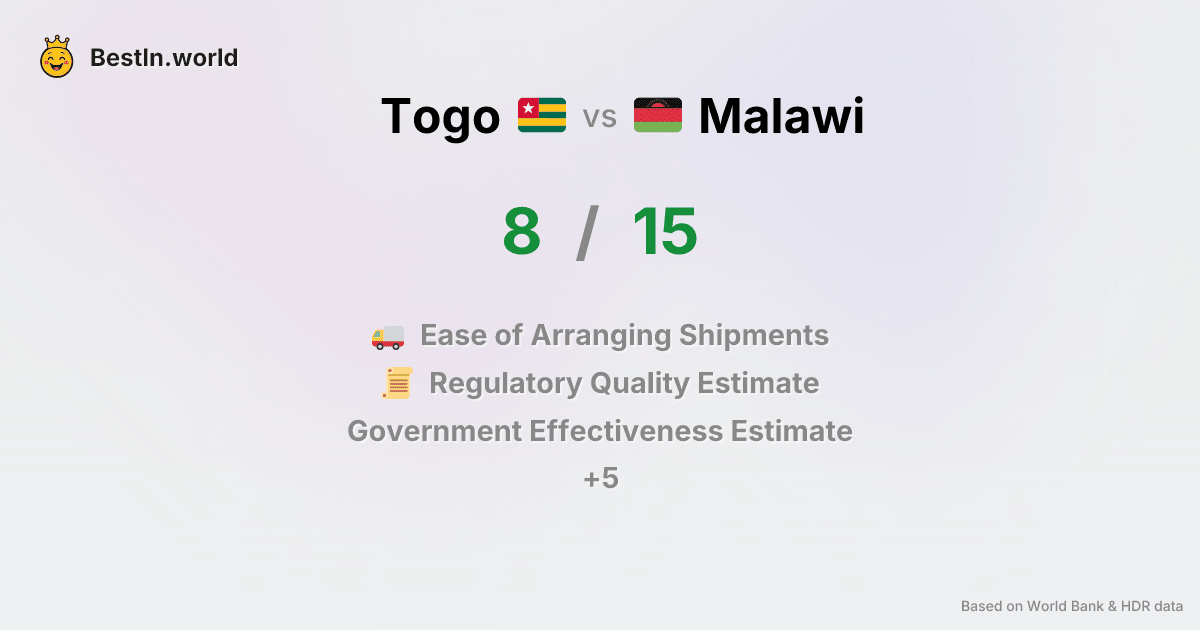 BestIn.world
Togo vs Malawi
8 / 15
Ease of Arranging Shipments
Regulatory Quality Estimate
Government Effectiveness Estimate
+5
Based on World Bank & HDR data